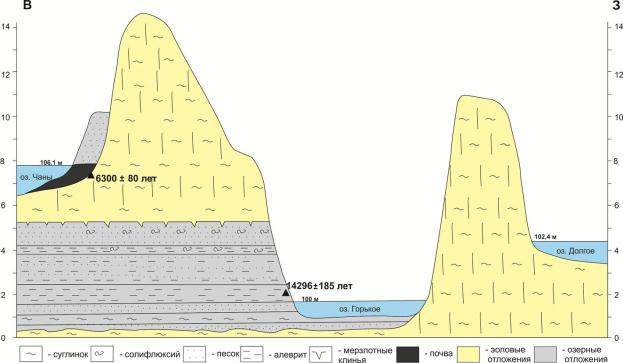 В
З
14
12
10
8
6
4
2
0
14
12
10
8
6
4
2
0
106,1 м
оз. Чаны
6300 ± 80 лет
102,4 м
оз. Долгое
14296±185 лет
100 м
оз. Горькое
- суглинок - солифлюксий - песок - алеврит - мерзлотные клинья - почва - эоловые отложения - озерные отложения